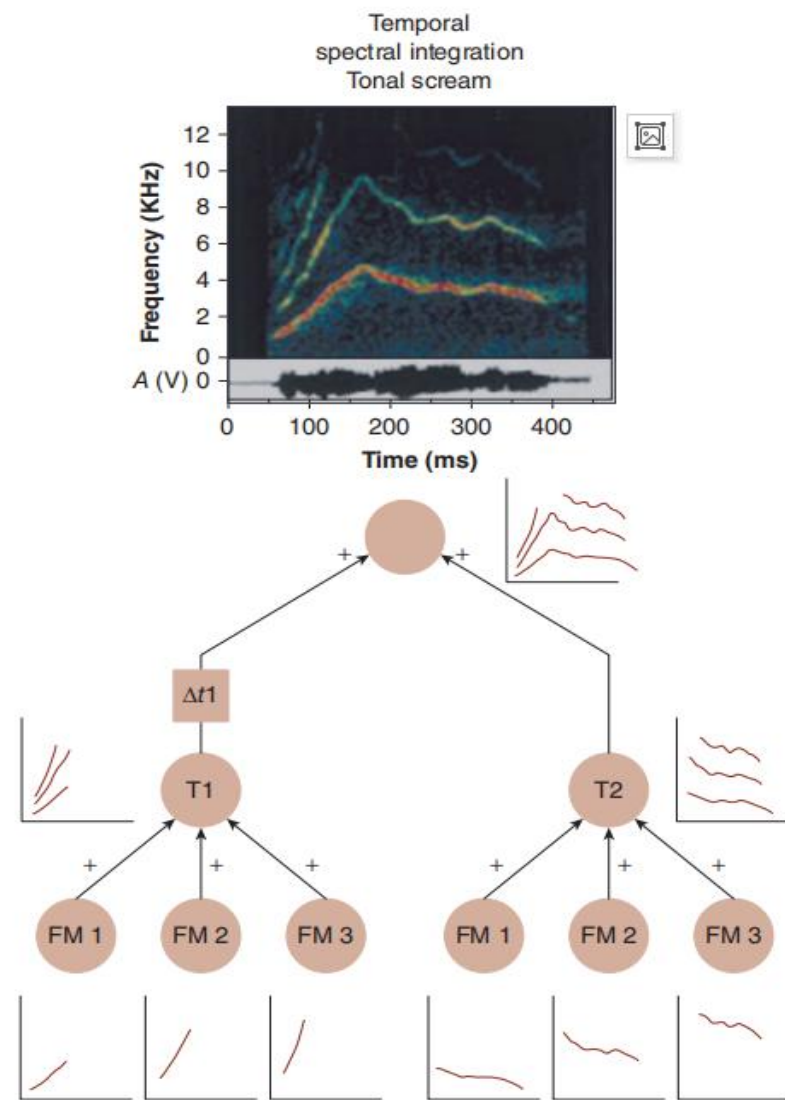 Temporal
spectral integration
Tonal scream
12
10
8
6
4
2
0
Frequency (KHz)
A (V) 0
0 100 200 300 400
Time (ms)
+ +
Δt1
T1 T2
+ + + + + +
FM 1 FM 2 FM 3 FM 1 FM 2 FM 3